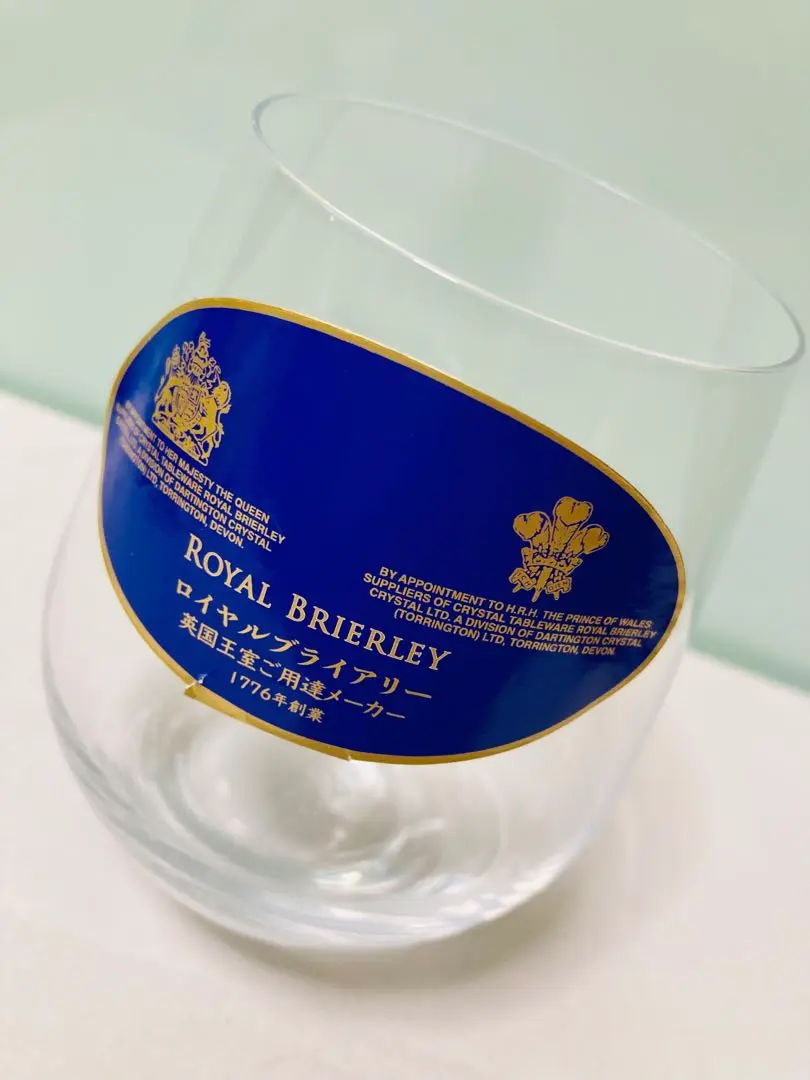 BY APPOINTMENT TO HER MAJESTY THE QUEEN
CRYSTAL TABLEWARE ROYAL BRIERLEY
A DIVISION OF DARTINGTON CRYSTAL
(TORRINGTON) LTD, TORRINGTON, DEVON.
BY APPOINTMENT TO H.R.H. THE PRINCE OF WALES
SUPPLIERS OF CRYSTAL TABLEWARE ROYAL BRIERLEY
CRYSTAL LTD. A DIVISION OF DARTINGTON CRYSTAL
(TORRINGTON) LTD, TORRINGTON, DEVON.
ROYAL BRIERLEY
ロイヤルブライアリー
英国王室ご用達メーカー
1776年創業